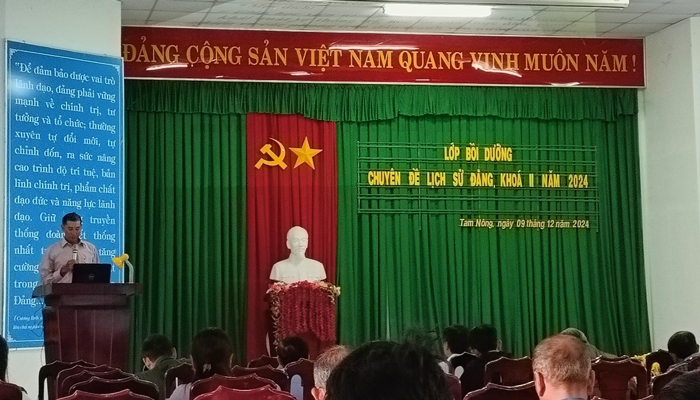 ĐẢNG CỘNG SẢN VIỆT NAM QUANG VINH MUÔN NĂM !
"Để đảm bảo được vai trò
lãnh đạo, đảng phải vững
mạnh về chính trị, tư
tưởng và tổ chức; thường
xuyên tự đổi mới, tự
chỉnh đốn, ra sức nâng
cao trình độ trí tuệ, bản
lĩnh chính trị, phẩm chất
đạo đức và năng lực lãnh
đạo. Giữ truyền
thống đoàn kết thống
nhất tăng
cường
trong
Đảng
LỚP BỒI DƯỠNG
CHUYÊN ĐỀ LỊCH SỬ ĐẢNG, KHOÁ II NĂM 2024
Tam Nông, ngày 09 tháng 12 năm 2024